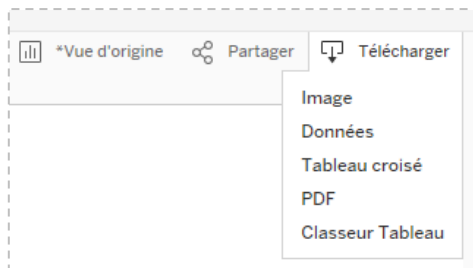 *Vue d'origine Partager Télécharger
Image
Données
Tableau croisé
PDF
Classeur Tableau